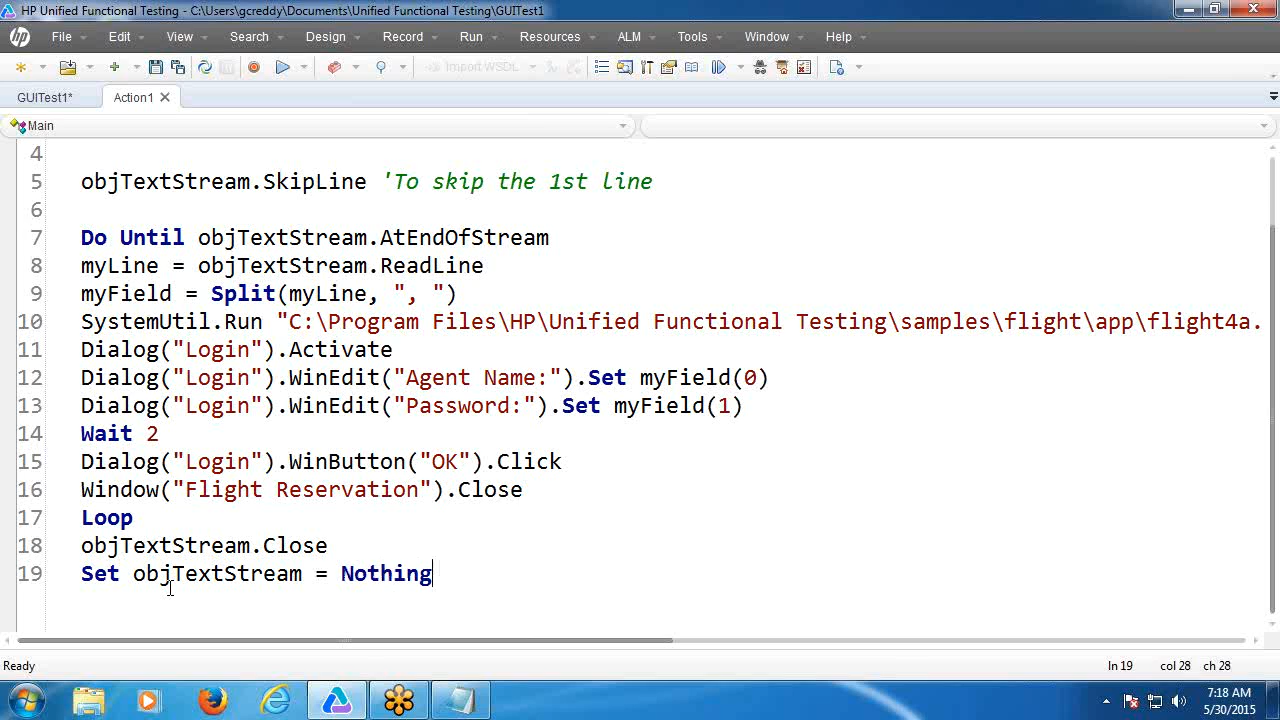 HP Unified Functional Testing - C:\Users\gcreddy\Documents\Unified Functional Testing\GUITest1
hp File Edit View Search Design Record Run Resources ALM Tools Window Help
Import WSDL
GUITest1* Action1
Main
4
5 objTextStream.SkipLine 'To skip the 1st line
6
7 Do Until objTextStream.AtEndOfStream
8 myLine = objTextStream.ReadLine
9 myField = Split(myLine, ", ")
10 SystemUtil.Run "C:\Program Files\HP\Unified Functional Testing\samples\flight\app\flight4a.
11 Dialog("Login").Activate
12 Dialog("Login").WinEdit("Agent Name:").Set myField(0)
13 Dialog("Login").WinEdit("Password:").Set myField(1)
14 Wait 2
15 Dialog("Login").WinButton("OK").Click
16 Window("Flight Reservation").Close
17 Loop
18 objTextStream.Close
19 Set objTextStream = Nothing
Ready ln 19 col 28 ch 28
7:18 AM
5/30/2015